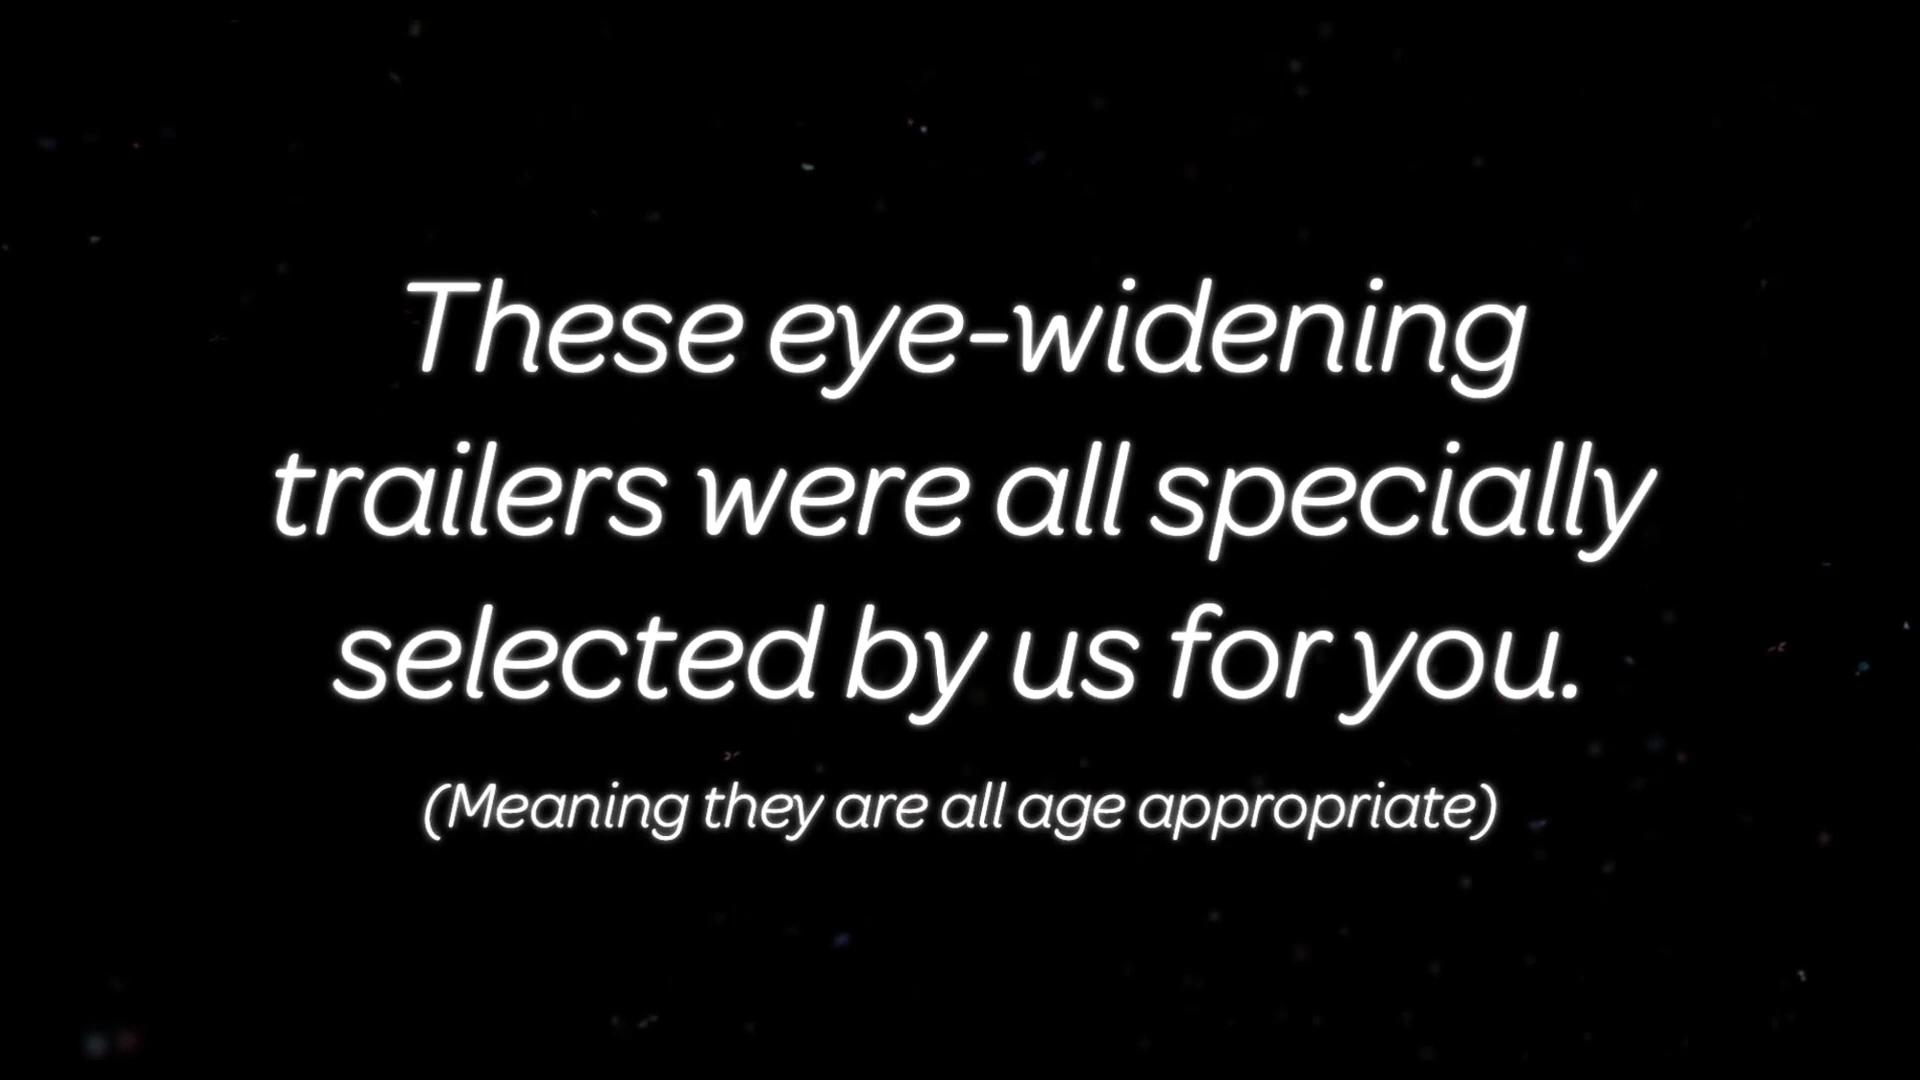 These eye-widening
trailers were all specially
selected by us for you.
(Meaning they are all age appropriate)